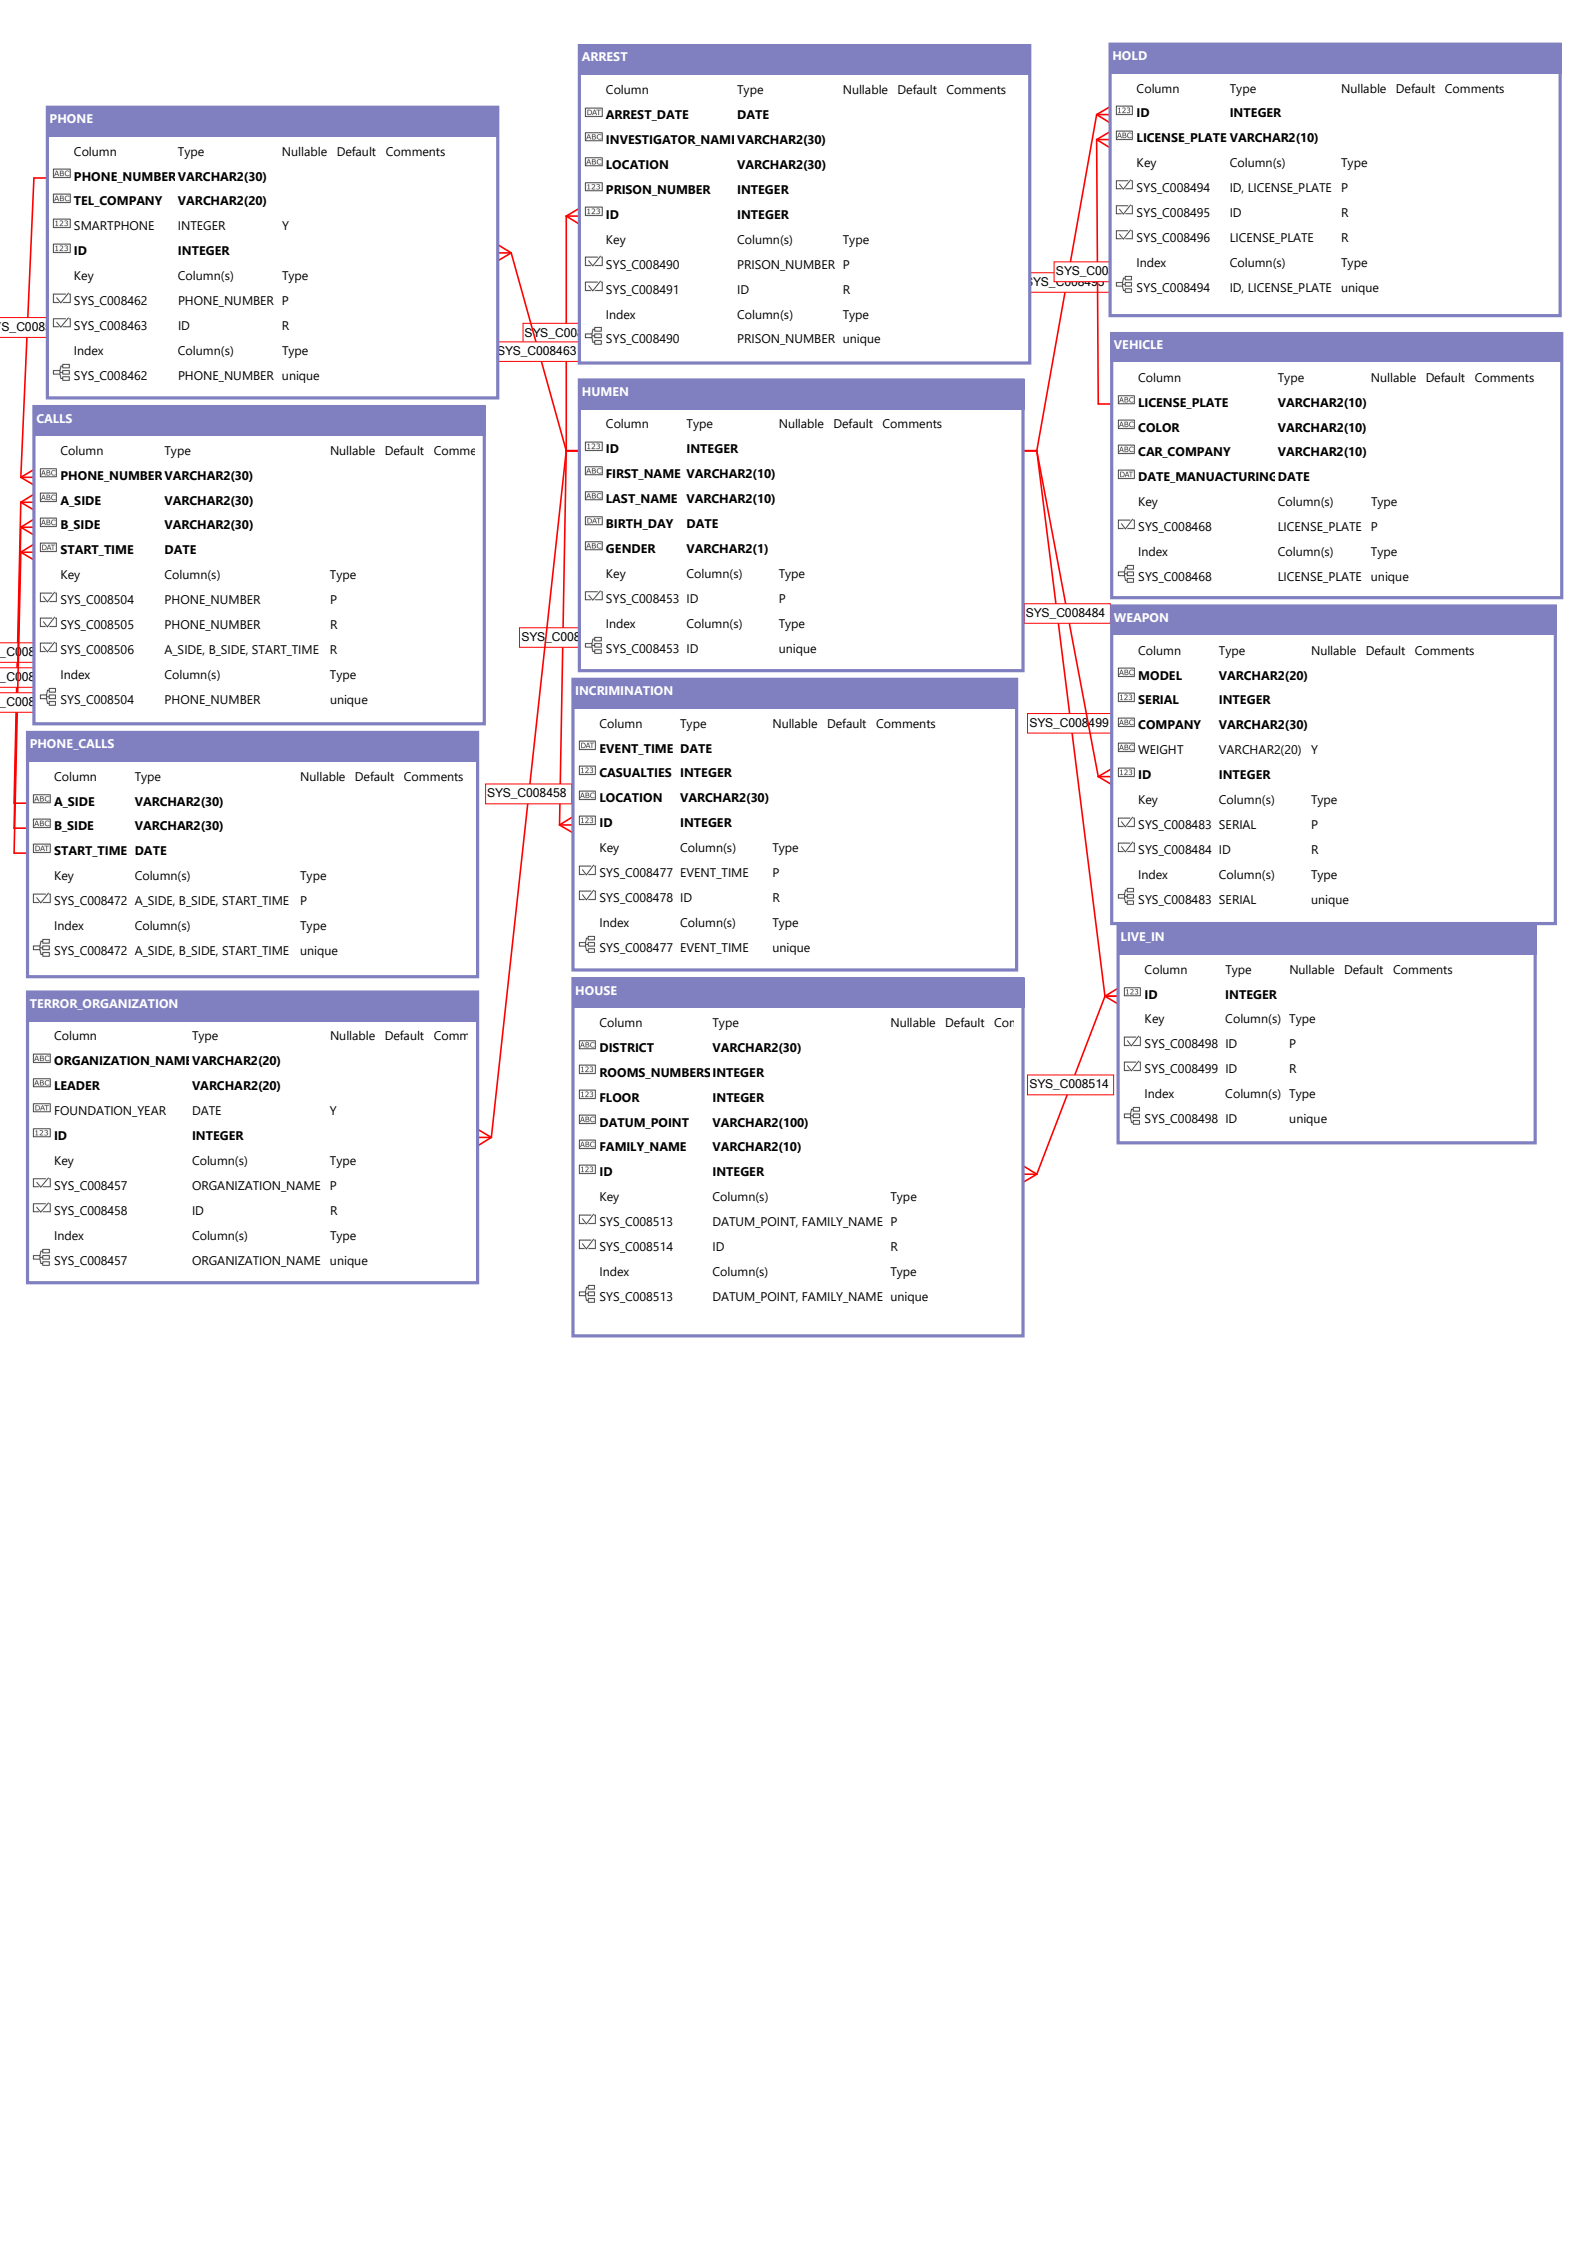 PHONE
Column Type Nullable Default Comments
PHONE_NUMBER VARCHAR2(30)
TEL_COMPANY VARCHAR2(20)
SMARTPHONE INTEGER Y
ID INTEGER
Key Column(s) Type
SYS_C008462 PHONE_NUMBER P
SYS_C008463 ID R
Index Column(s) Type
SYS_C008462 PHONE_NUMBER unique
CALLS
Column Type Nullable Default Comme
PHONE_NUMBER VARCHAR2(30)
A_SIDE VARCHAR2(30)
B_SIDE VARCHAR2(30)
START_TIME DATE
Key Column(s) Type
SYS_C008504 PHONE_NUMBER P
SYS_C008505 PHONE_NUMBER R
SYS_C008506 A_SIDE, B_SIDE, START_TIME R
Index Column(s) Type
SYS_C008504 PHONE_NUMBER unique
PHONE_CALLS
Column Type Nullable Default Comments
A_SIDE VARCHAR2(30)
B_SIDE VARCHAR2(30)
START_TIME DATE
Key Column(s) Type
SYS_C008472 A_SIDE, B_SIDE, START_TIME P
Index Column(s) Type
SYS_C008472 A_SIDE, B_SIDE, START_TIME unique
TERROR_ORGANIZATION
Column Type Nullable Default Comm
ORGANIZATION_NAME VARCHAR2(20)
LEADER VARCHAR2(20)
FOUNDATION_YEAR DATE Y
ID INTEGER
Key Column(s) Type
SYS_C008457 ORGANIZATION_NAME P
SYS_C008458 ID R
Index Column(s) Type
SYS_C008457 ORGANIZATION_NAME unique
SYS_C00
SYS_C008463
SYS_C008
SYS_C008458
ARREST
Column Type Nullable Default Comments
ARREST_DATE DATE
INVESTIGATOR_NAM VARCHAR2(30)
LOCATION VARCHAR2(30)
PRISON_NUMBER INTEGER
ID INTEGER
Key Column(s) Type
SYS_C008490 PRISON_NUMBER P
SYS_C008491 ID R
Index Column(s) Type
SYS_C008490 PRISON_NUMBER unique
HUMEN
Column Type Nullable Default Comments
ID INTEGER
FIRST_NAME VARCHAR2(10)
LAST_NAME VARCHAR2(10)
BIRTH_DAY DATE
GENDER VARCHAR2(1)
Key Column(s) Type
SYS_C008453 ID P
Index Column(s) Type
SYS_C008453 ID unique
INCRIMINATION
Column Type Nullable Default Comments
EVENT_TIME DATE
CASUALTIES INTEGER
LOCATION VARCHAR2(30)
ID INTEGER
Key Column(s) Type
SYS_C008477 EVENT_TIME P
SYS_C008478 ID R
Index Column(s) Type
SYS_C008477 EVENT_TIME unique
HOUSE
Column Type Nullable Default Cor
DISTRICT VARCHAR2(30)
ROOMS_NUMBERS INTEGER
FLOOR INTEGER
DATUM_POINT VARCHAR2(100)
FAMILY_NAME VARCHAR2(10)
ID INTEGER
Key Column(s) Type
SYS_C008513 DATUM_POINT, FAMILY_NAME P
SYS_C008514 ID R
Index Column(s) Type
SYS_C008513 DATUM_POINT, FAMILY_NAME unique
SYS_C00
SYS_C008484
SYS_C008499
SYS_C008514
HOLD
Column Type Nullable Default Comments
ID INTEGER
LICENSE_PLATE VARCHAR2(10)
Key Column(s) Type
SYS_C008494 ID, LICENSE_PLATE P
SYS_C008495 ID R
SYS_C008496 LICENSE_PLATE R
Index Column(s) Type
SYS_C008494 ID, LICENSE_PLATE unique
VEHICLE
Column Type Nullable Default Comments
LICENSE_PLATE VARCHAR2(10)
COLOR VARCHAR2(10)
CAR_COMPANY VARCHAR2(10)
DATE_MANUACTURING DATE
Key Column(s) Type
SYS_C008468 LICENSE_PLATE P
Index Column(s) Type
SYS_C008468 LICENSE_PLATE unique
WEAPON
Column Type Nullable Default Comments
MODEL VARCHAR2(20)
SERIAL INTEGER
COMPANY VARCHAR2(30)
WEIGHT VARCHAR2(20) Y
ID INTEGER
Key Column(s) Type
SYS_C008483 SERIAL P
SYS_C008484 ID R
Index Column(s) Type
SYS_C008483 SERIAL unique
LIVE_IN
Column Type Nullable Default Comments
ID INTEGER
Key Column(s) Type
SYS_C008498 ID P
SYS_C008499 ID R
Index Column(s) Type
SYS_C008498 ID unique